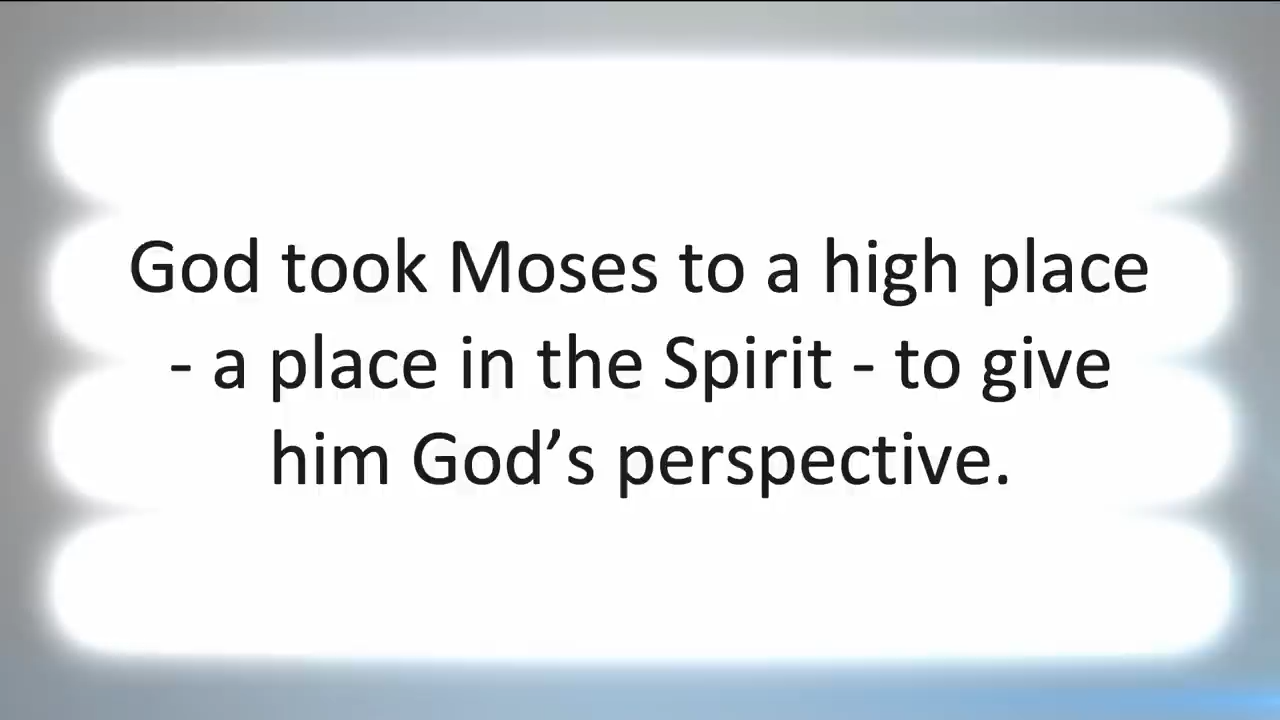 God took Moses to a high place
- a place in the Spirit - to give
him God’s perspective.